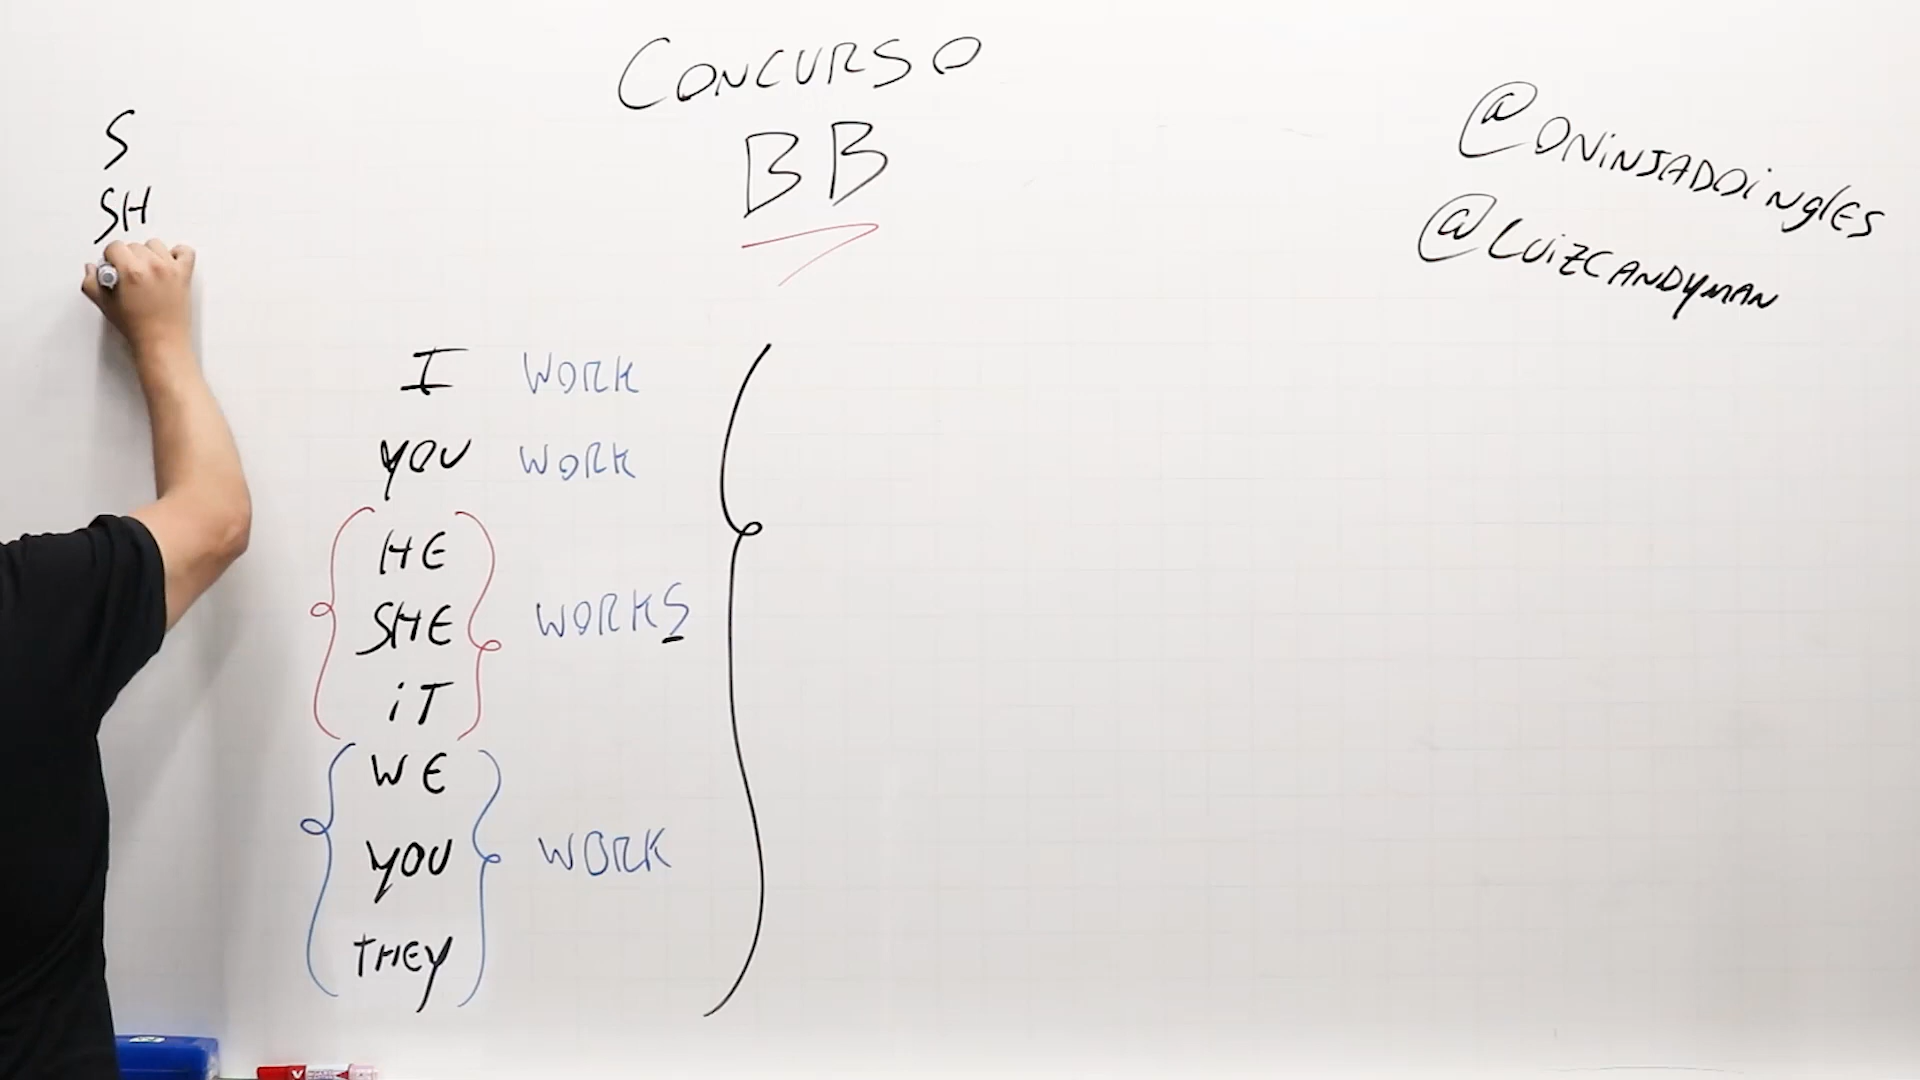 CONCURSO
BB
@ONiNJADOiNglES
@LUiZCANDYMAN
S
SH
I WORK
YOU WORK
HE
SHE WORKS
iT
WE
YOU WORK
THEY